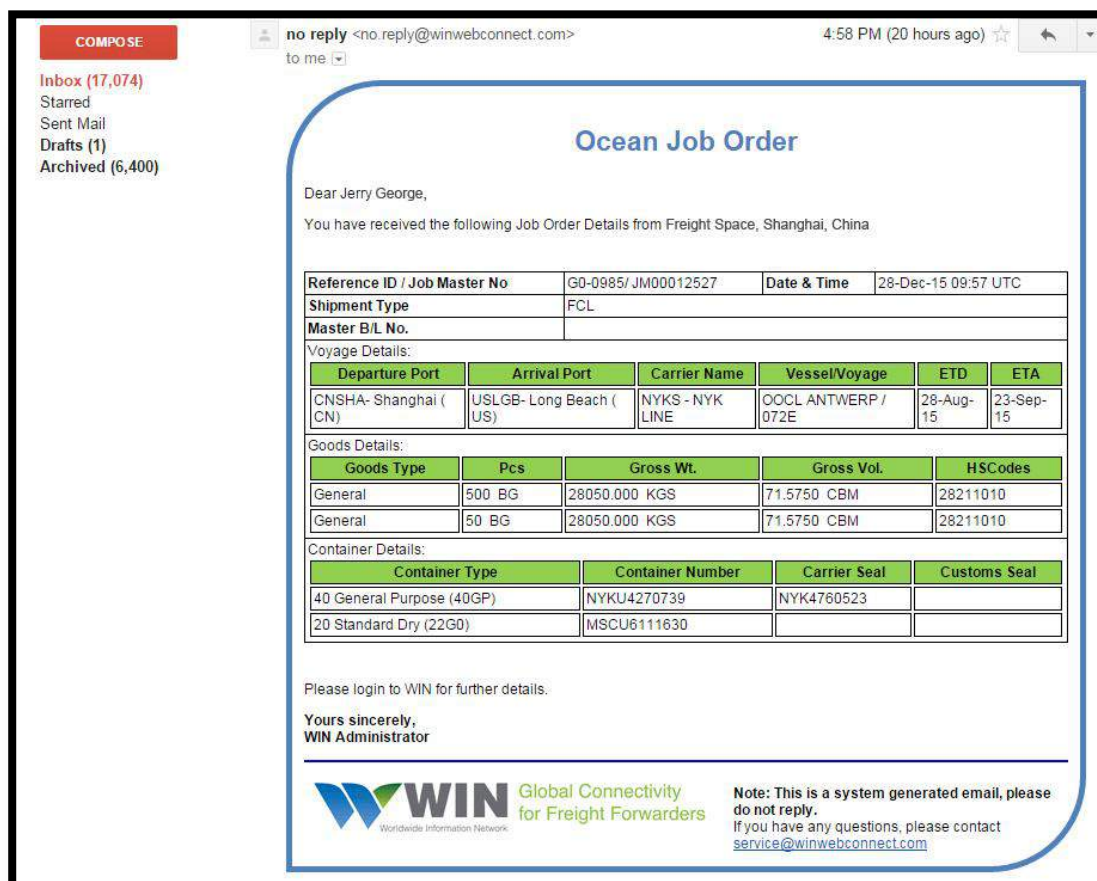 COMPOSE
Inbox (17,074)
Starred
Sent Mail
Drafts (1)
Archived (6,400)
no reply <no.reply@winwebconnect.com> 4:58 PM (20 hours ago)
to me
Ocean Job Order
Dear Jerry George,
You have received the following Job Order Details from Freight Space, Shanghai, China
Reference ID / Job Master No G0-0985/ JM00012527 Date & Time 28-Dec-15 09:57 UTC
Shipment Type FCL
Master B/L No.
Voyage Details:
Departure Port Arrival Port Carrier Name Vessel/Voyage ETD ETA
CNSHA- Shanghai ( USLGB- Long Beach ( NYKS - NYK OOCL ANTWERP / 28-Aug- 23-Sep-
CN) US) LINE 072E 15 15
Goods Details:
Goods Type Pcs Gross Wt. Gross Vol. HSCodes
General 500 BG 28050.000 KGS 71.5750 CBM 28211010
General 50 BG 28050.000 KGS 71.5750 CBM 28211010
Container Details:
Container Type Container Number Carrier Seal Customs Seal
40 General Purpose (40GP) NYKU4270739 NYK4760523
20 Standard Dry (22G0) MSCU6111630
Please login to WIN for further details.
Yours sincerely,
WIN Administrator
WIN
Worldwide Information Network
Global Connectivity
for Freight Forwarders
Note: This is a system generated email, please
do not reply.
If you have any questions, please contact
service@winwebconnect.com